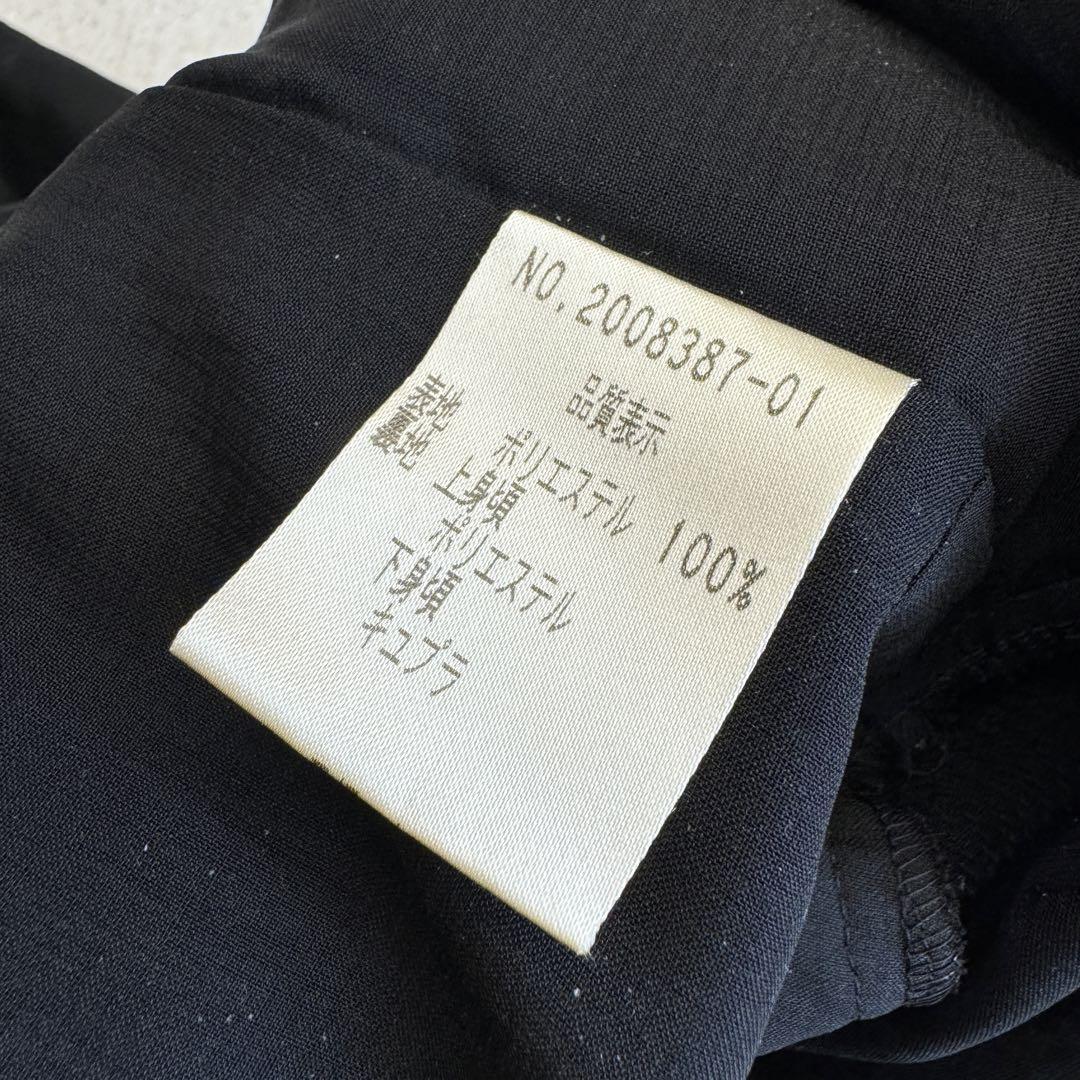 NO.2008387-01
品質表示
表地 ポリエステル 100%
裏地 上身頃
ポリエステル
下身頃
キュプラ